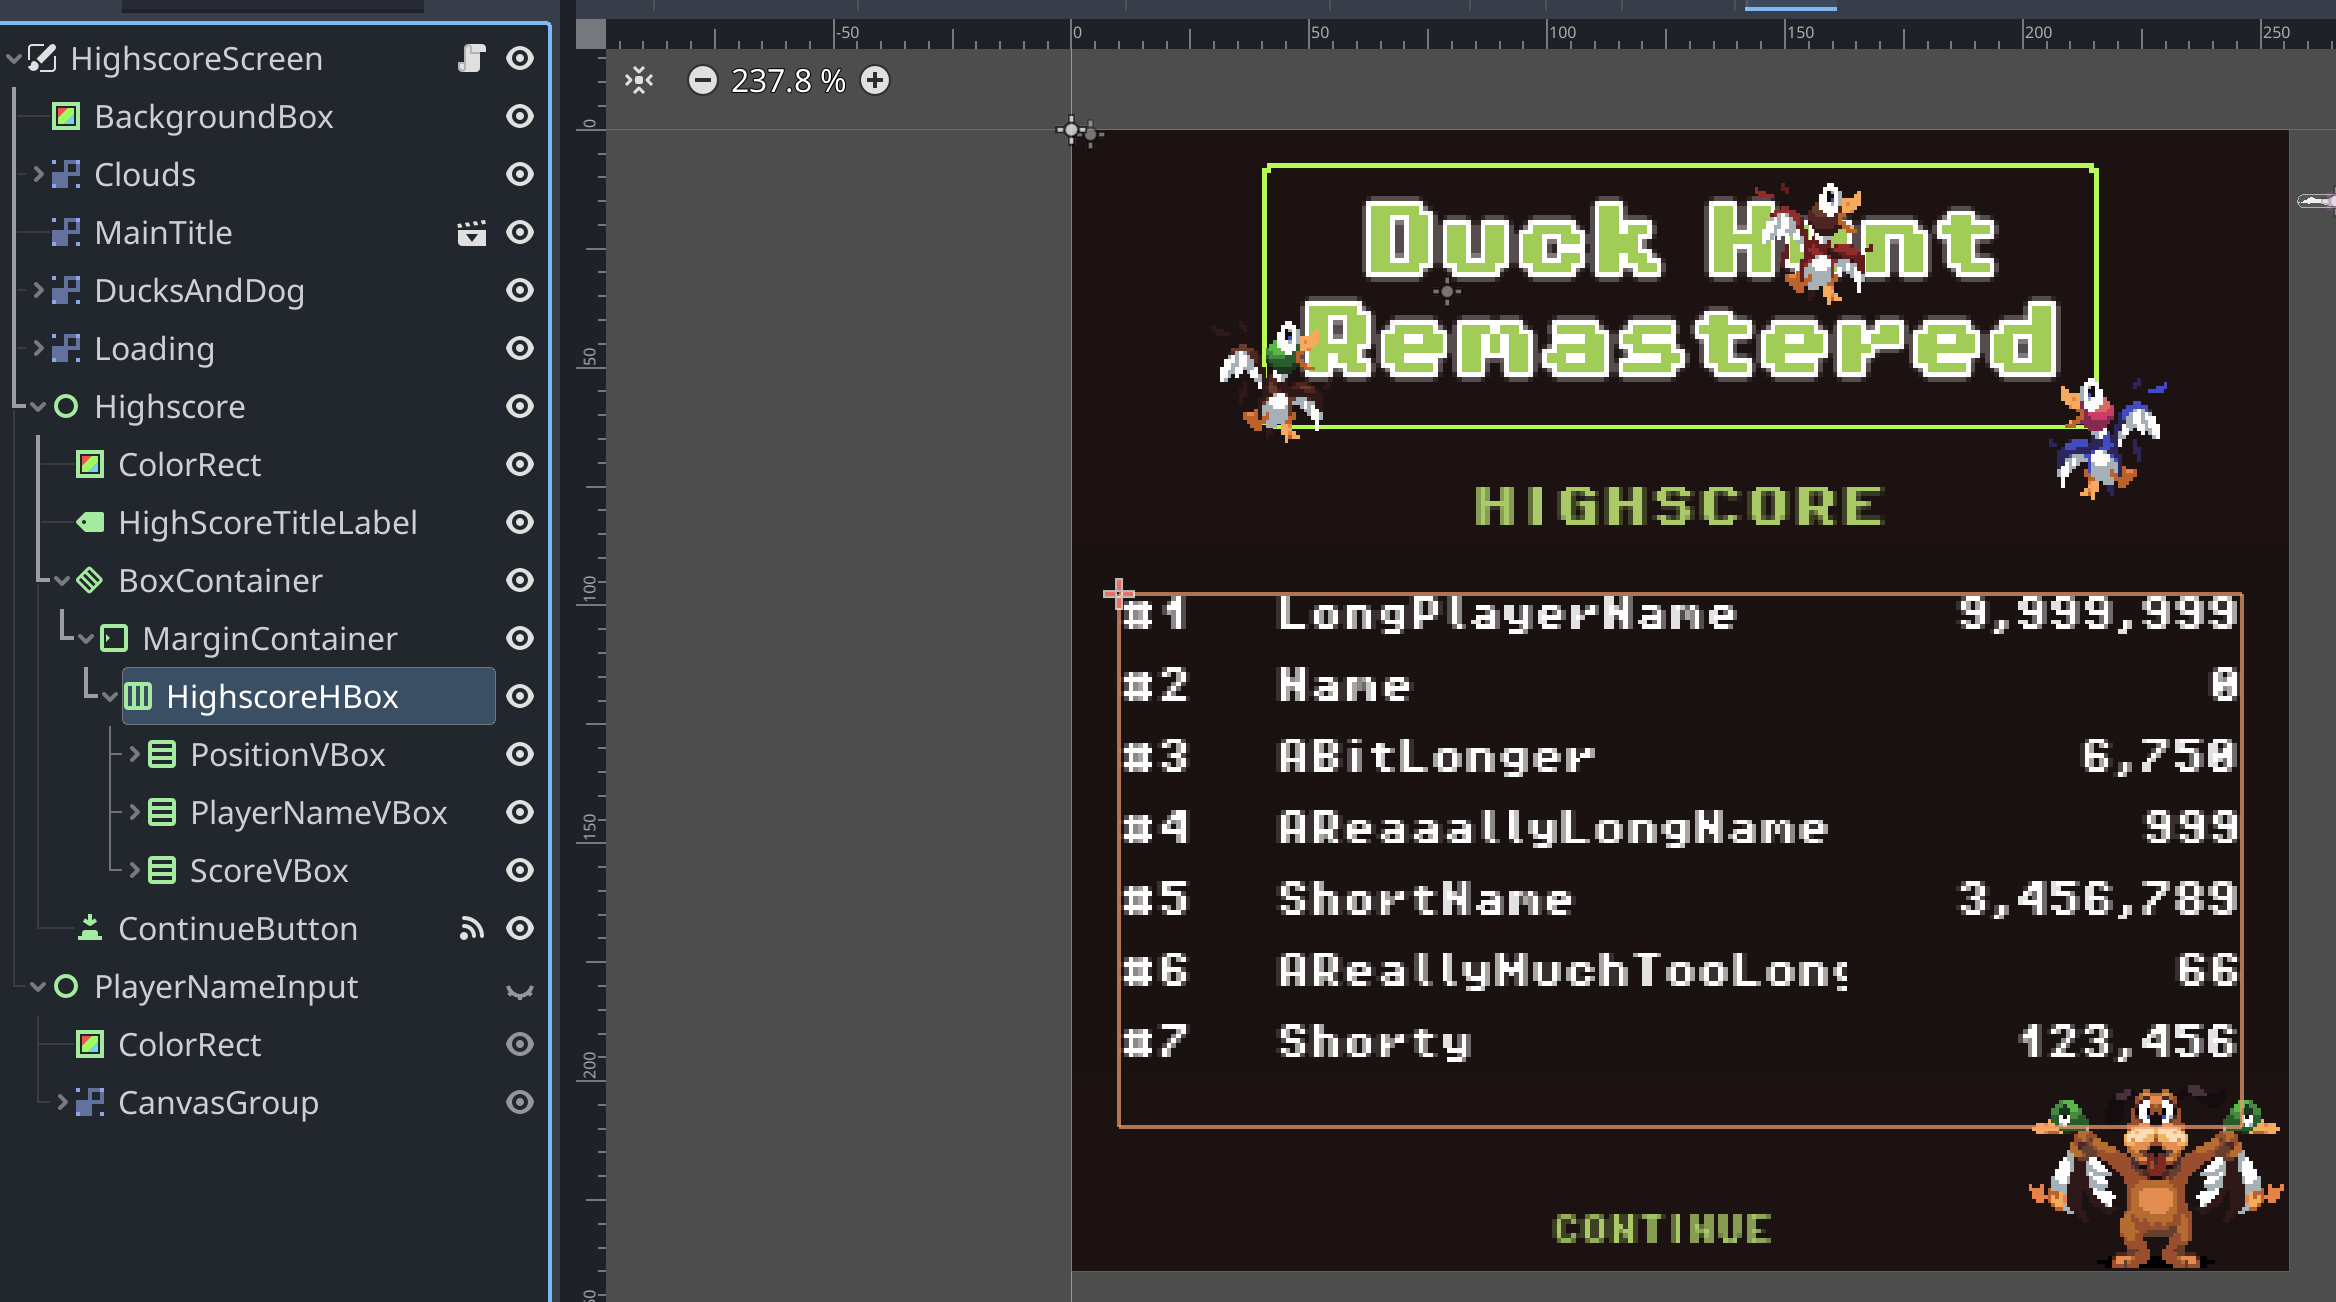 HighscoreScreen
BackgroundBox
Clouds
MainTitle
DucksAndDog
Loading
Highscore
ColorRect
HighScoreTitleLabel
BoxContainer
MarginContainer
HighscoreHBox
PositionVBox
PlayerNameVBox
ScoreVBox
ContinueButton
PlayerNameInput
ColorRect
CanvasGroup
-50 0 50 100 150 200 250
237.8 %
0
50
100
150
200
Duck Hunt
Remastered
HIGHSCORE
#1 LongPlayerName 9,999,999
#2 Name 0
#3 ABitLonger 6,750
#4 AReaaallyLongName 999
#5 ShortName 3,456,789
#6 AReallyMuchTooLong 66
#7 Shorty 123,456
CONTINUE